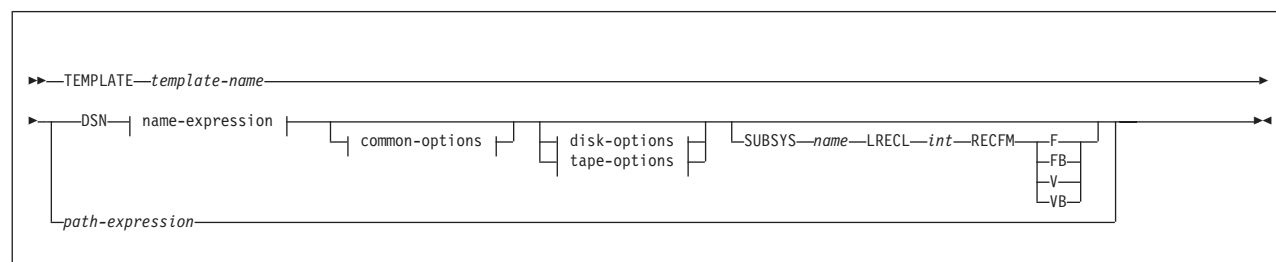 TEMPLATE template-name
DSN name-expression
common-options
disk-options
tape-options
SUBSYS name LRECL int RECFM F
FB
V
VB
path-expression